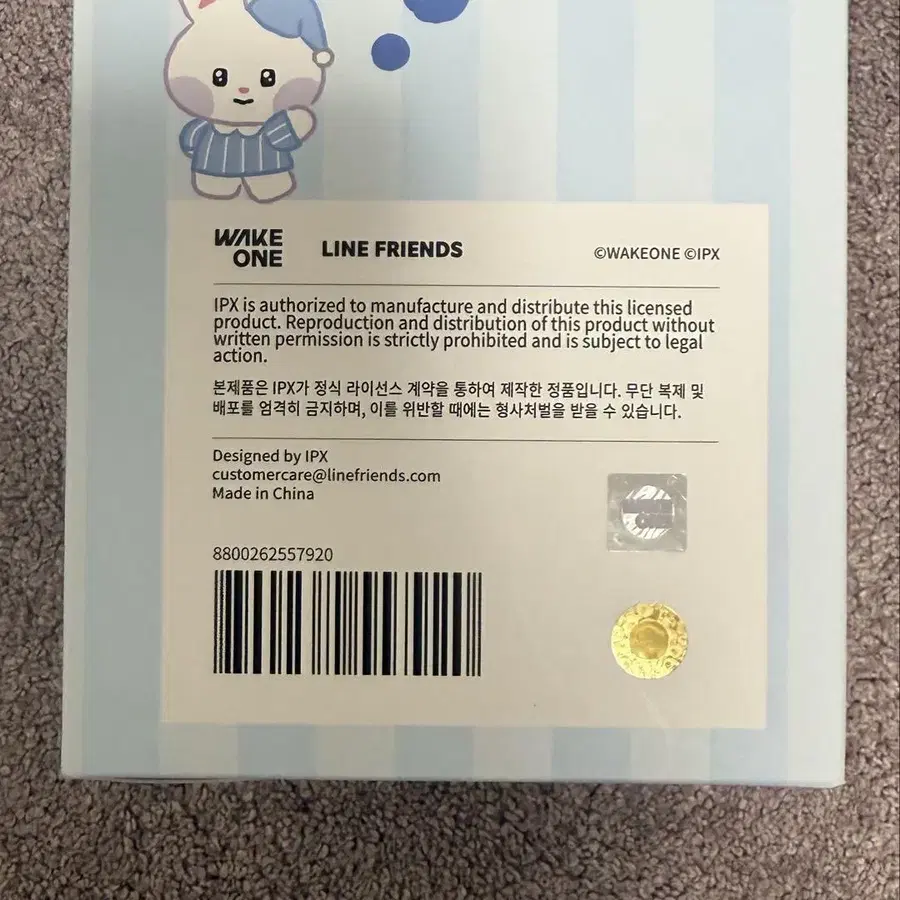 WAKE
ONE
LINE FRIENDS
©WAKEONE ©IPX
IPX is authorized to manufacture and distribute this licensed
product. Reproduction and distribution of this product without
written permission is strictly prohibited and is subject to legal
action.
본제품은 IPX가 정식 라이선스 계약을 통하여 제작한 정품입니다. 무단 복제 및
배포를 엄격히 금지하며, 이를 위반할 때에는 형사처벌을 받을 수 있습니다.
Designed by IPX
customercare@linefriends.com
Made in China
8800262557920